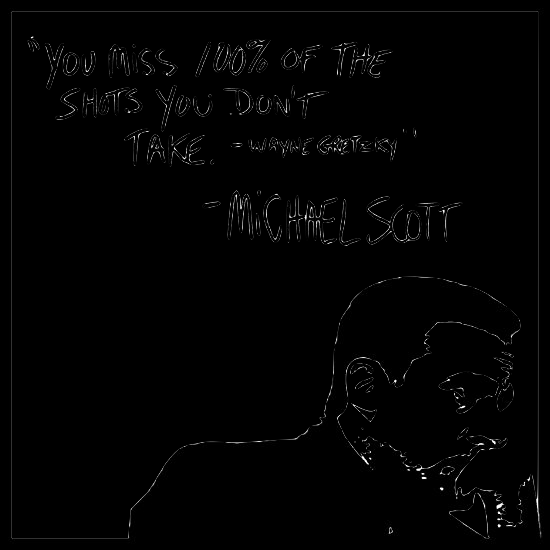 "YOU MISS 100% OF THE
SHOTS YOU DON'T
TAKE. - WAYNE GRETZKY"
- MICHAEL SCOTT